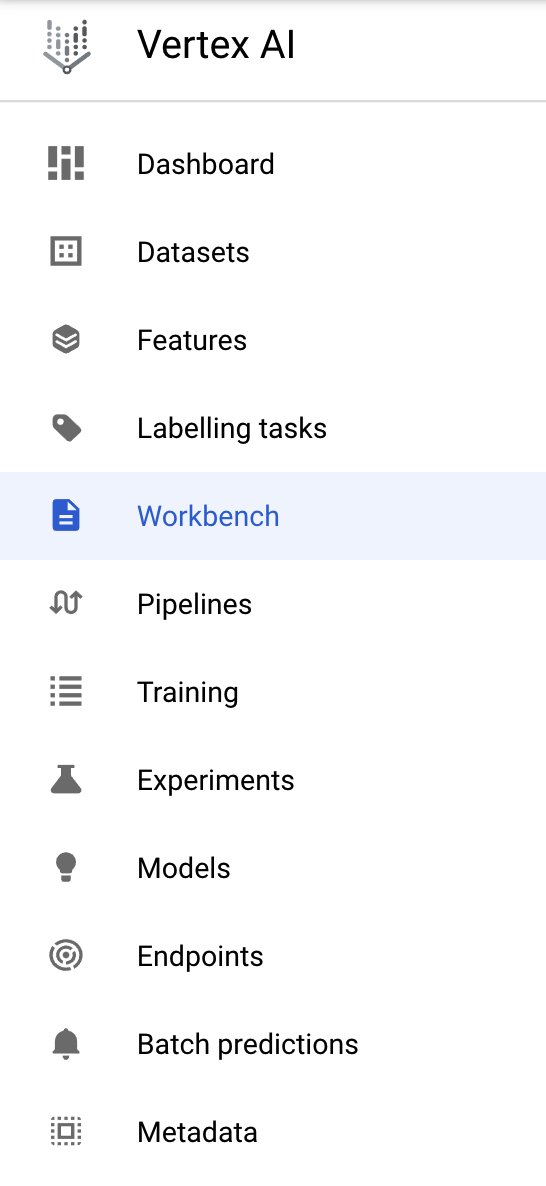 Vertex AI
Dashboard
Datasets
Features
Labelling tasks
Workbench
Pipelines
Training
Experiments
Models
Endpoints
Batch predictions
Metadata